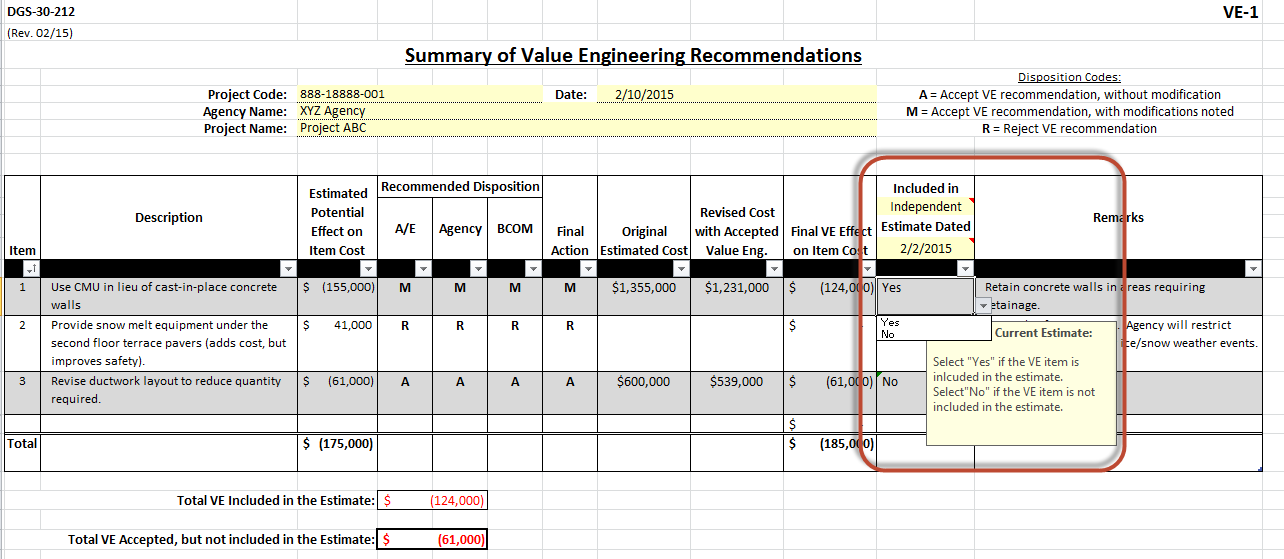 DGS-30-212
VE-1
(Rev. 02/15)
Summary of Value Engineering Recommendations
Disposition Codes:
Project Code: 888-18888-001 Date: 2/10/2015
A = Accept VE recommendation, without modification
Agency Name: XYZ Agency
M = Accept VE recommendation, with modifications noted
Project Name: Project ABC
R = Reject VE recommendation
Item
Description
Estimated
Potential
Effect on
Item Cost
Recommended Disposition
A/E
Agency
BCOM
Final
Action
Original
Estimated Cost
Revised Cost
with Accepted
Value Eng.
Final VE Effect
on Item Cost
Included in
Independent
Estimate Dated
2/2/2015
Remarks
1 Use CMU in lieu of cast-in-place concrete $ (155,000) M M M M $1,355,000 $1,231,000 $ (124,000) Yes Retain concrete walls in areas requiring
walls etainage.
Yes
No
2 Provide snow melt equipment under the $ 41,000 R R R R $ Agency will restrict
second floor terrace pavers (adds cost, but ice/snow weather events.
improves safety).
Current Estimate:
Select "Yes" if the VE item is
inlcuded in the estimate.
Select"No" if the VE item is not
included in the estimate.
3 Revise ductwork layout to reduce quantity $ (61,000) A A A A $600,000 $539,000 $ (61,000) No
required.
$
Total $ (175,000) $ (185,000)
Total VE Included in the Estimate: $ (124,000)
Total VE Accepted, but not included in the Estimate: $ (61,000)